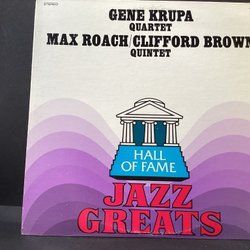 STEREO
GENE KRUPA
QUARTET
MAX ROACH/CLIFFORD BROWN
QUINTET
HALL
OF FAME
JAZZ
GREATS